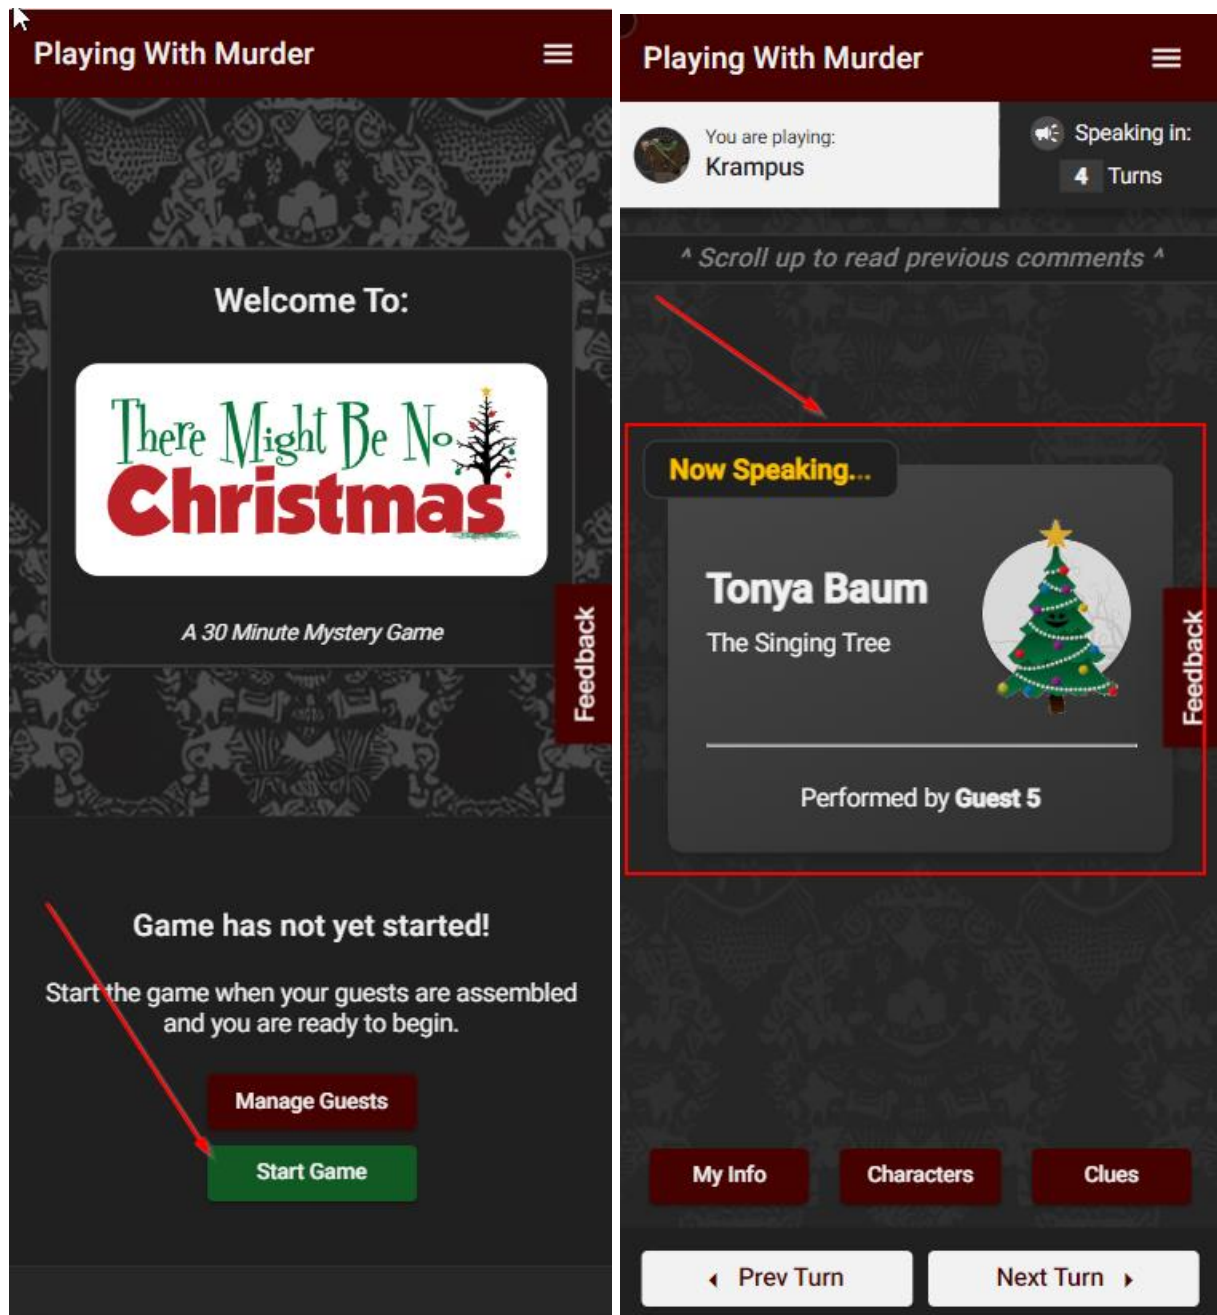 Playing With Murder
Welcome To:
There Might Be No
Christmas
A 30 Minute Mystery Game
Feedback
Game has not yet started!
Start the game when your guests are assembled
and you are ready to begin.
Manage Guests
Start Game
Playing With Murder
You are playing:
Krampus
Speaking in:
4 Turns
^ Scroll up to read previous comments ^
Now Speaking...
Tonya Baum
The Singing Tree
Feedback
Performed by Guest 5
My Info
Characters
Clues
Prev Turn
Next Turn